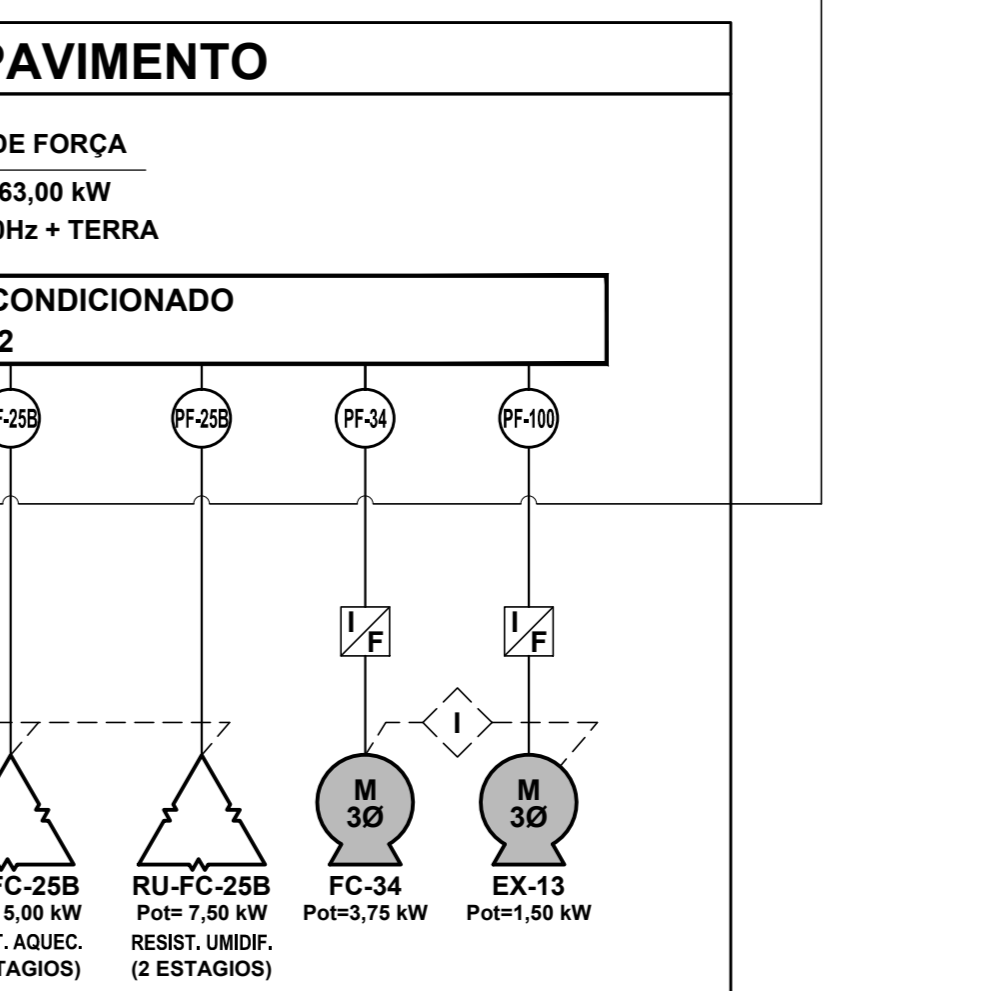 PAVIMENTO
DE FORÇA
63,00 kW
0Hz + TERRA
CONDICIONADO
2
F-25B PF-25B PF-34 PF-100
I/F I/F
I
M M
3Ø 3Ø
FC-25B RU-FC-25B FC-34 EX-13
5,00 kW Pot= 7,50 kW Pot=3,75 kW Pot=1,50 kW
T. AQUEC. RESIST. UMIDIF.
TAGIOS) (2 ESTAGIOS)